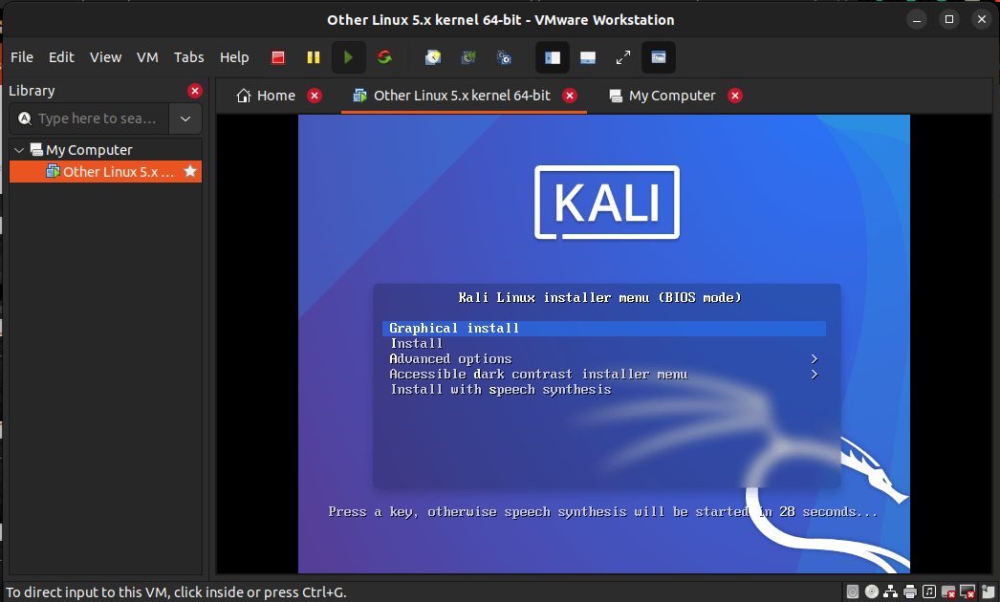 Other Linux 5.x kernel 64-bit - VMware Workstation
File Edit View VM Tabs Help
Library
Type here to sea...
My Computer
Other Linux 5.x ...
Home
Other Linux 5.x kernel 64-bit
My Computer
KALI
Kali Linux installer menu (BIOS mode)
Graphical install
Install
Advanced options >
Accessible dark contrast installer menu >
Install with speech synthesis
Press a key, otherwise speech synthesis will be started in 28 seconds...
To direct input to this VM, click inside or press Ctrl+G.